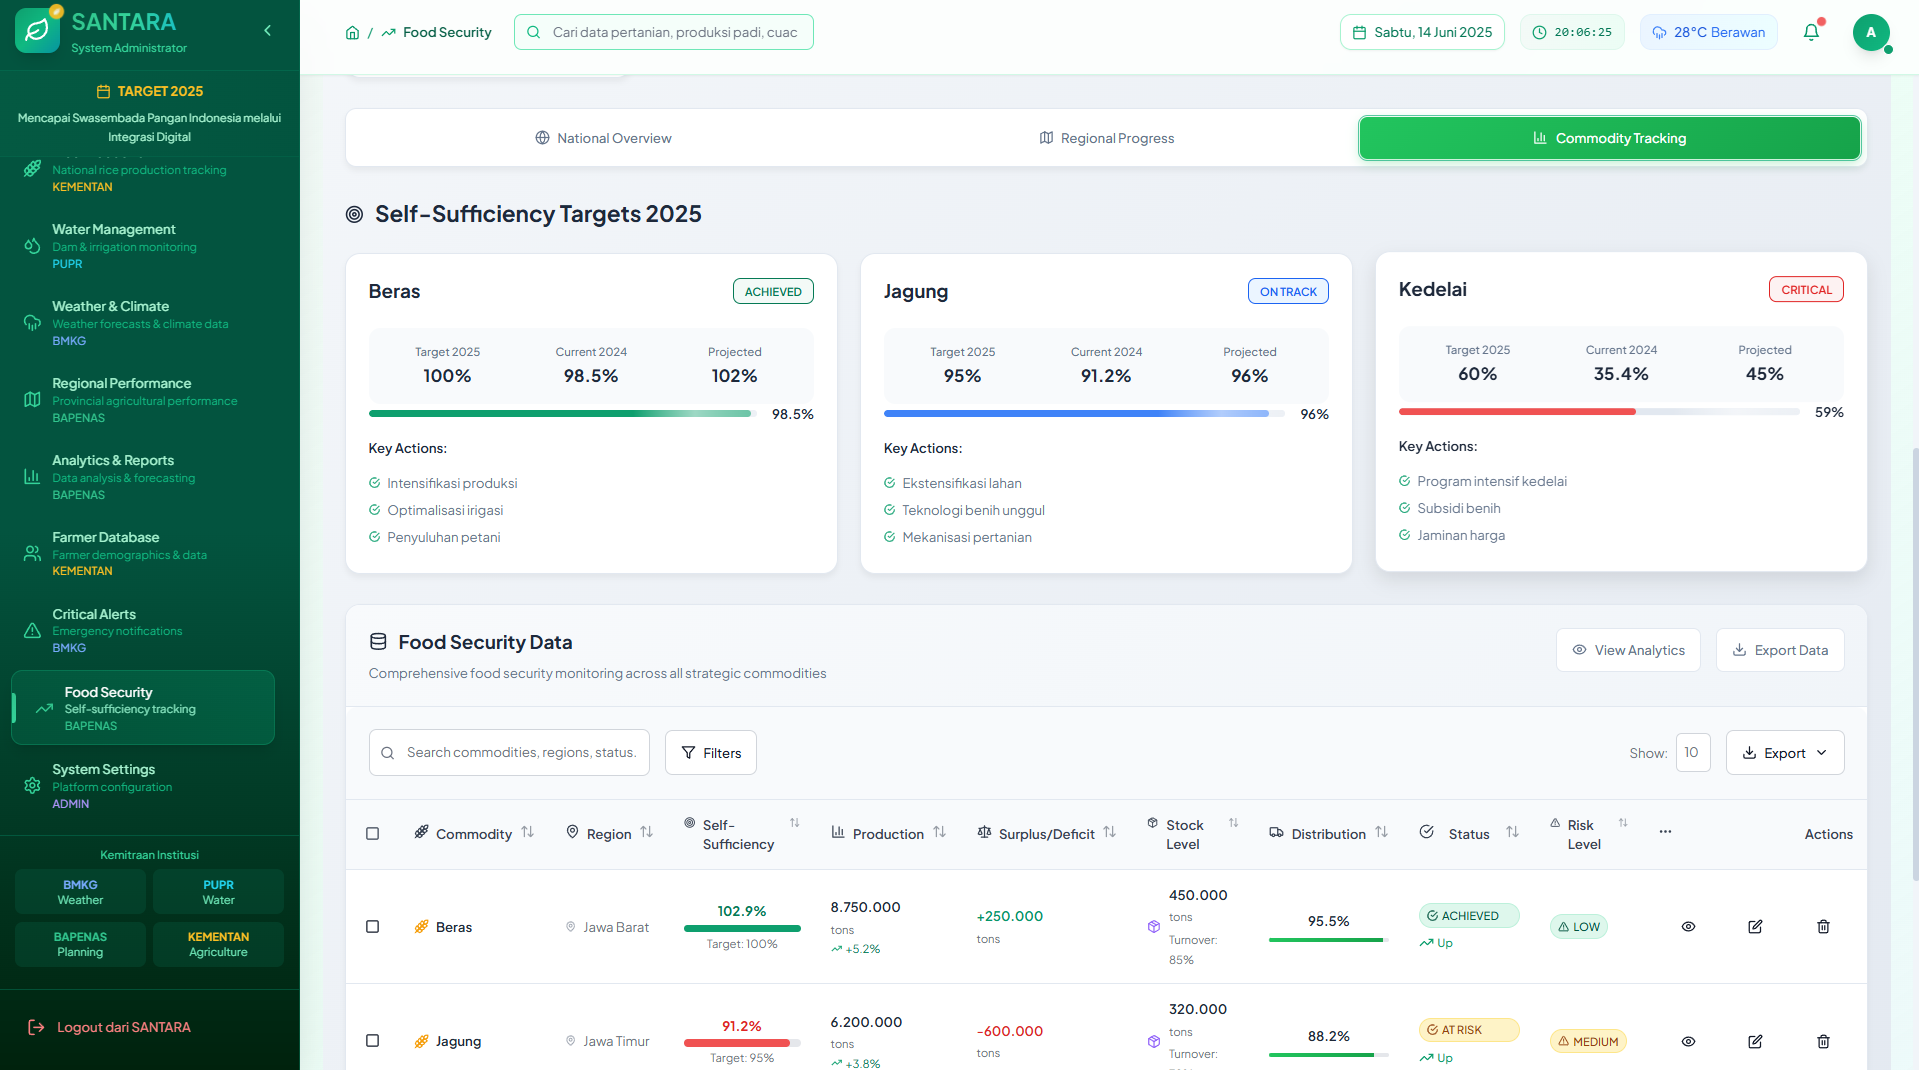 SANTARA
System Administrator
TARGET 2025
Mencapai Swasembada Pangan Indonesia melalui
Integrasi Digital
National rice production tracking
KEMENTAN
Water Management
Dam & irrigation monitoring
PUPR
Weather & Climate
Weather forecasts & climate data
BMKG
Regional Performance
Provincial agricultural performance
BAPENAS
Analytics & Reports
Data analysis & forecasting
BAPENAS
Farmer Database
Farmer demographics & data
KEMENTAN
Critical Alerts
Emergency notifications
BMKG
Food Security
Self-sufficiency tracking
BAPENAS
System Settings
Platform configuration
ADMIN
Kemitraan Institusi
BMKG
Weather
PUPR
Water
BAPENAS
Planning
KEMENTAN
Agriculture
Logout dari SANTARA
/ Food Security
Cari data pertanian, produksi padi, cuac
Sabtu, 14 Juni 2025
20:06:25
28°C Berawan
A
National Overview
Regional Progress
Commodity Tracking
Self-Sufficiency Targets 2025
Beras
ACHIEVED
Target 2025 Current 2024 Projected
100% 98.5% 102%
98.5%
Key Actions:
Intensifikasi produksi
Optimalisasi irigasi
Penyuluhan petani
Jagung
ON TRACK
Target 2025 Current 2024 Projected
95% 91.2% 96%
96%
Key Actions:
Ekstensifikasi lahan
Teknologi benih unggul
Mekanisasi pertanian
Kedelai
CRITICAL
Target 2025 Current 2024 Projected
60% 35.4% 45%
59%
Key Actions:
Program intensif kedelai
Subsidi benih
Jaminan harga
Food Security Data
Comprehensive food security monitoring across all strategic commodities
View Analytics
Export Data
Search commodities, regions, status.
Filters
Show: 10
Export
Commodity
Region
Self-
Sufficiency
Production
Surplus/Deficit
Stock
Level
Distribution
Status
Risk
Level
...
Actions
Beras
Jawa Barat
102.9%
Target: 100%
8.750.000
tons
+5.2%
+250.000
tons
450.000
tons
Turnover:
85%
95.5%
ACHIEVED
Up
LOW
Jagung
Jawa Timur
91.2%
Target: 95%
6.200.000
tons
+3.8%
-600.000
tons
320.000
tons
Turnover:
88.2%
AT RISK
Up
MEDIUM